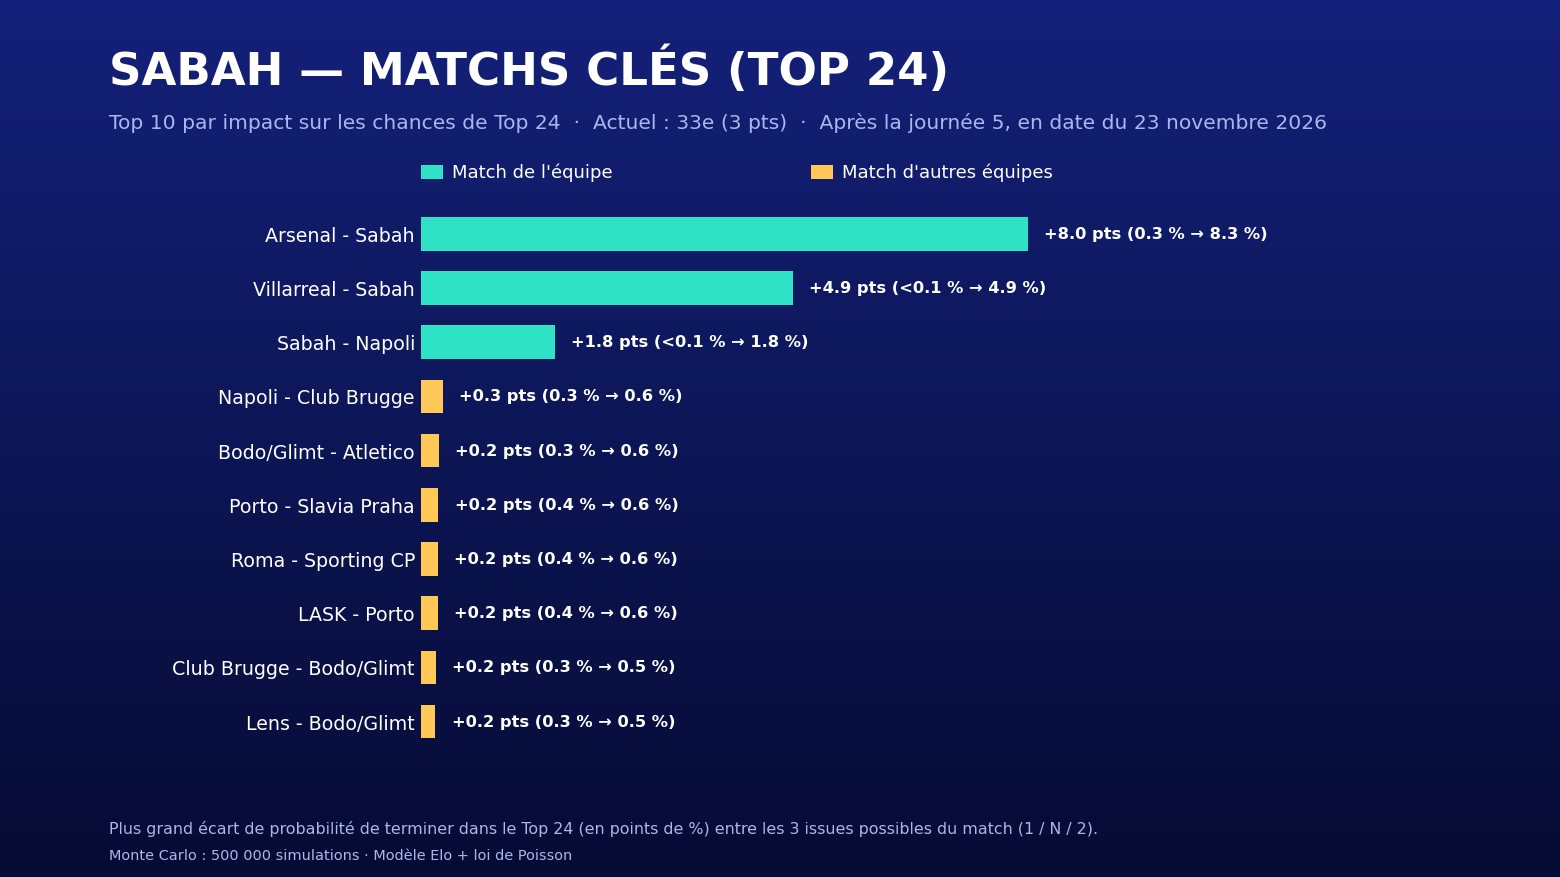 SABAH — MATCHS CLÉS (TOP 24)
Top 10 par impact sur les chances de Top 24 · Actuel : 33e (3 pts) · Après la journée 5, en date du 23 novembre 2026
Match de l'équipe
Match d'autres équipes
Arsenal - Sabah +8.0 pts (0.3 % → 8.3 %)
Villarreal - Sabah +4.9 pts (<0.1 % → 4.9 %)
Sabah - Napoli +1.8 pts (<0.1 % → 1.8 %)
Napoli - Club Brugge +0.3 pts (0.3 % → 0.6 %)
Bodo/Glimt - Atletico +0.2 pts (0.3 % → 0.6 %)
Porto - Slavia Praha +0.2 pts (0.4 % → 0.6 %)
Roma - Sporting CP +0.2 pts (0.4 % → 0.6 %)
LASK - Porto +0.2 pts (0.4 % → 0.6 %)
Club Brugge - Bodo/Glimt +0.2 pts (0.3 % → 0.5 %)
Lens - Bodo/Glimt +0.2 pts (0.3 % → 0.5 %)
Plus grand écart de probabilité de terminer dans le Top 24 (en points de %) entre les 3 issues possibles du match (1 / N / 2).
Monte Carlo : 500 000 simulations · Modèle Elo + loi de Poisson